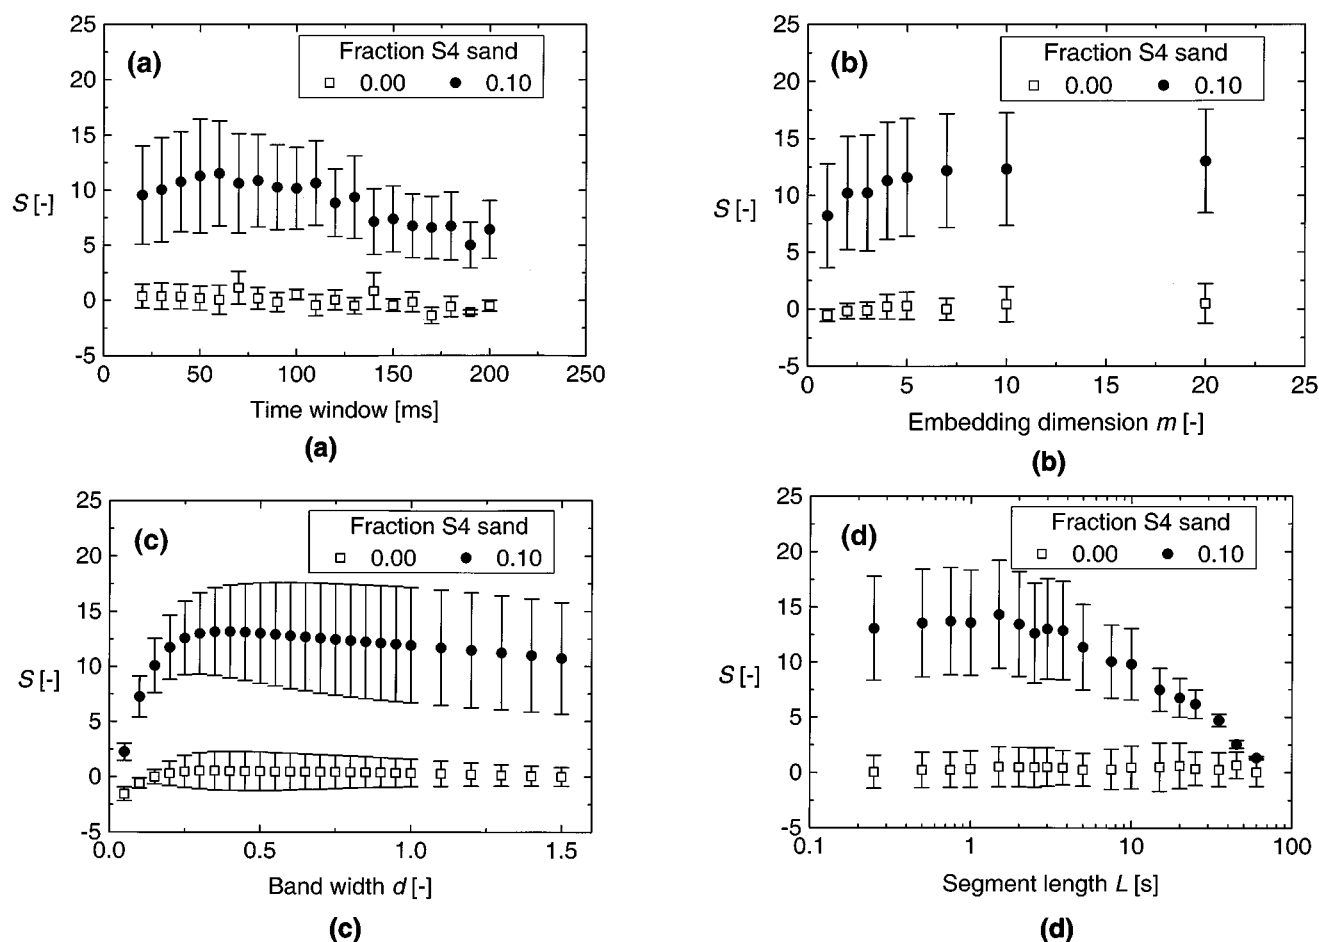 (a)
Fraction S4 sand
0.00 0.10
25
20
15
10
5
0
-5
S [-]
0 50 100 150 200 250
Time window [ms]
(a)
(b)
Fraction S4 sand
0.00 0.10
25
20
15
10
5
0
-5
S [-]
0 5 10 15 20 25
Embedding dimension m [-]
(b)
(c)
Fraction S4 sand
0.00 0.10
25
20
15
10
5
0
-5
S [-]
0.0 0.5 1.0 1.5
Band width d [-]
(c)
(d)
Fraction S4 sand
0.00 0.10
25
20
15
10
5
0
-5
S [-]
0.1 1 10 100
Segment length L [s]
(d)